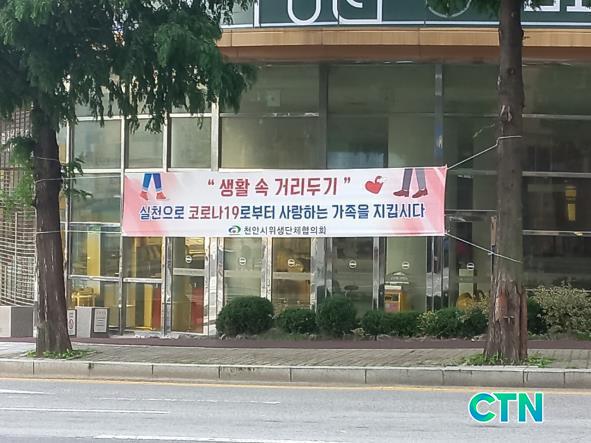 " 생활 속 거리두기 "
실천으로 코로나19로부터 사랑하는 가족을 지킵시다
천안시위생단체협의회
CTN